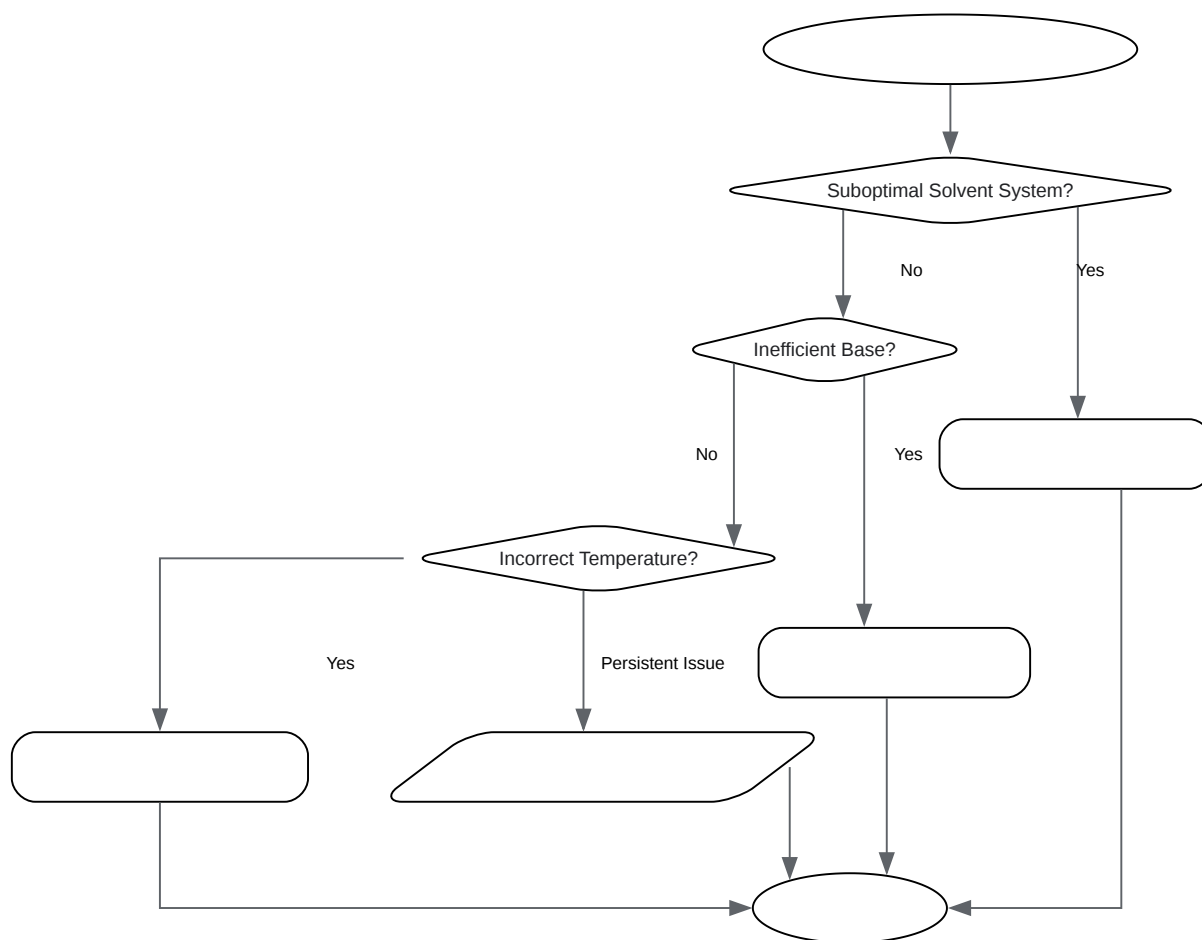 Suboptimal Solvent System?
No
Yes
Inefficient Base?
No
Yes
Incorrect Temperature?
Yes
Persistent Issue